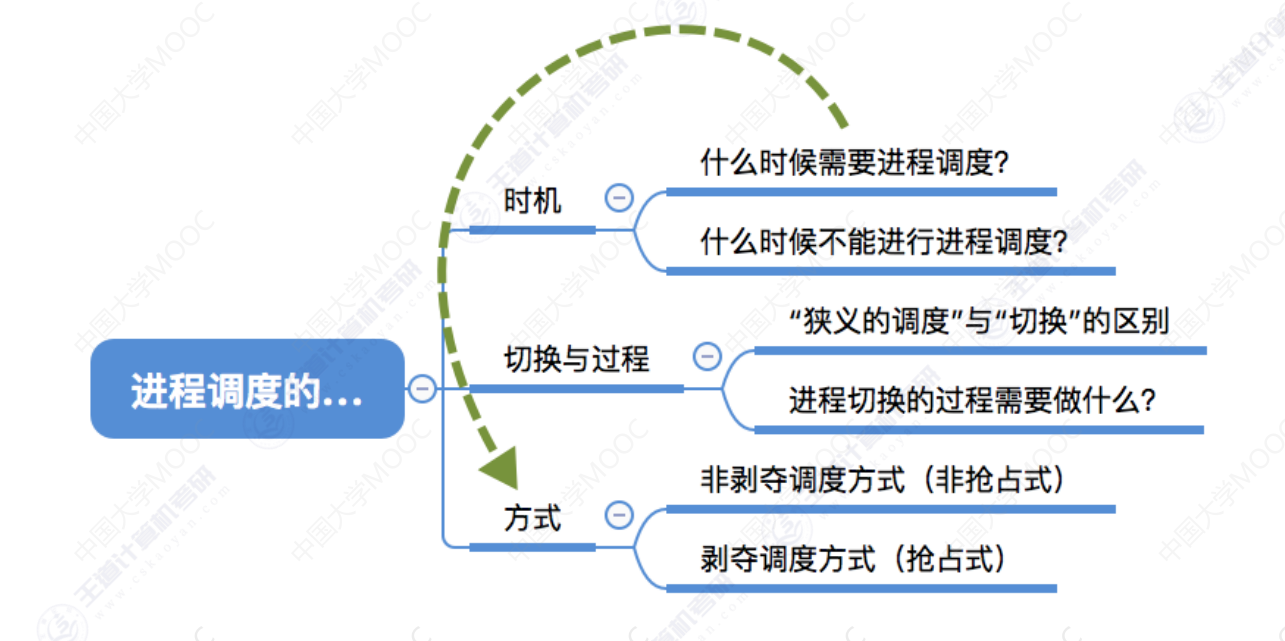 什么时候需要进程调度?
时机
什么时候不能进行进程调度?
“狭义的调度”与“切换”的区别
切换与过程
进程调度的...
进程切换的过程需要做什么?
非剥夺调度方式（非抢占式）
方式
剥夺调度方式（抢占式）
中国大学MOOC
王道计算机考研
www.cskaoyan.com